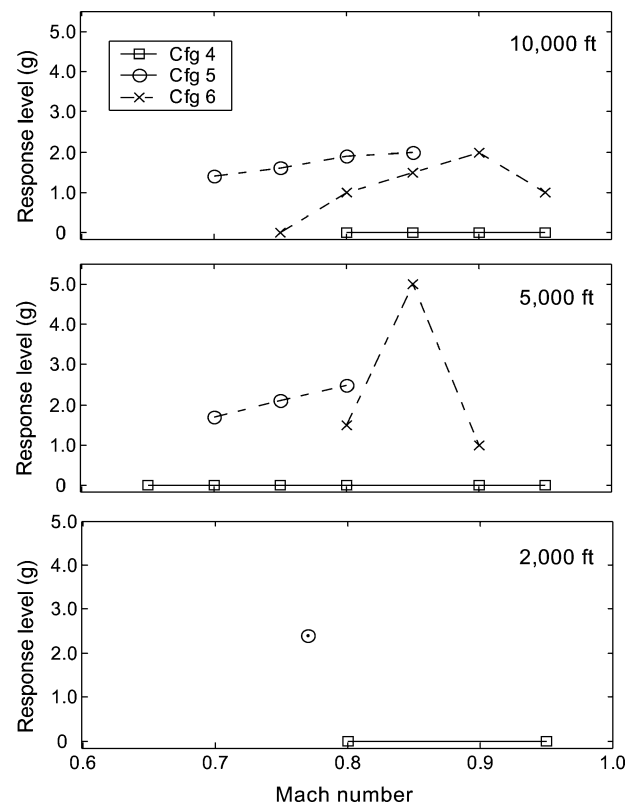 Response level (g)
5.0
4.0
3.0
2.0
1.0
0
Cfg 4
Cfg 5
Cfg 6
10,000 ft
Response level (g)
5.0
4.0
3.0
2.0
1.0
0
5,000 ft
Response level (g)
5.0
4.0
3.0
2.0
1.0
0
2,000 ft
0.6 0.7 0.8 0.9 1.0
Mach number